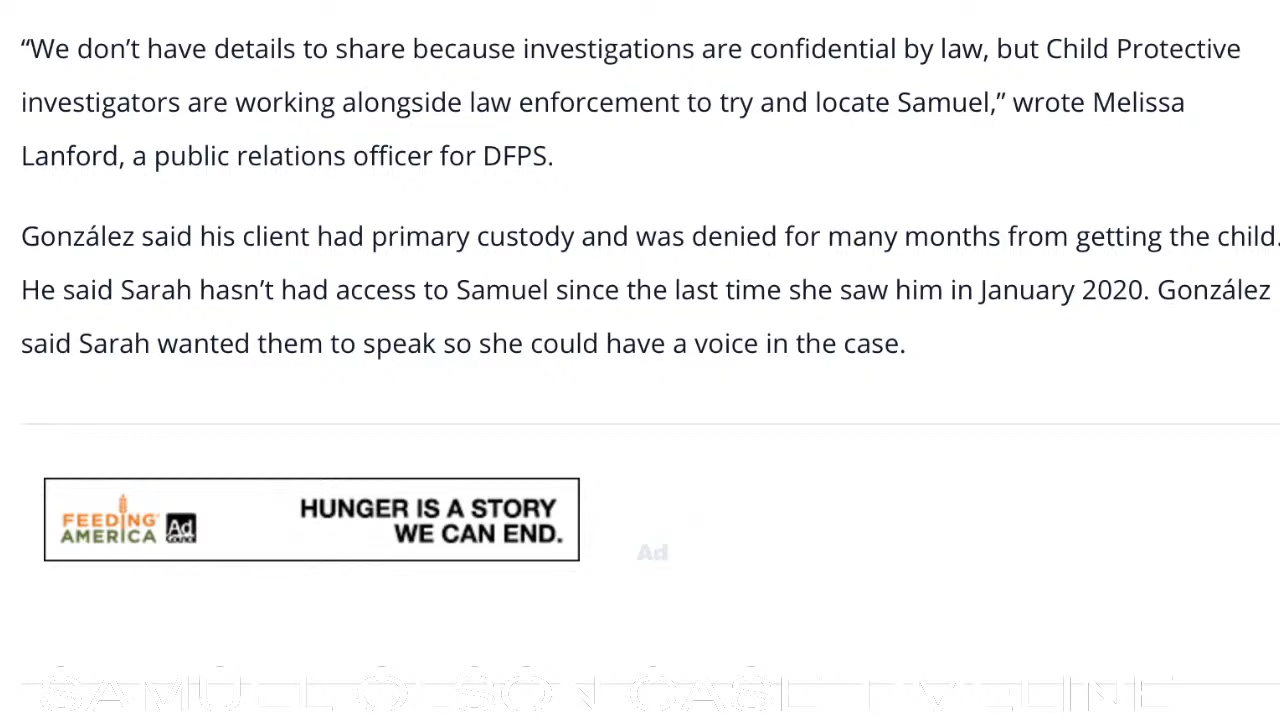 “We don’t have details to share because investigations are confidential by law, but Child Protective
investigators are working alongside law enforcement to try and locate Samuel,” wrote Melissa
Lanford, a public relations officer for DFPS.
González said his client had primary custody and was denied for many months from getting the child.
He said Sarah hasn’t had access to Samuel since the last time she saw him in January 2020. González
said Sarah wanted them to speak so she could have a voice in the case.
FEEDING
AMERICA
Ad
HUNGER IS A STORY
WE CAN END.
Ad
SAMUEL OLSON CASE TIMELINE